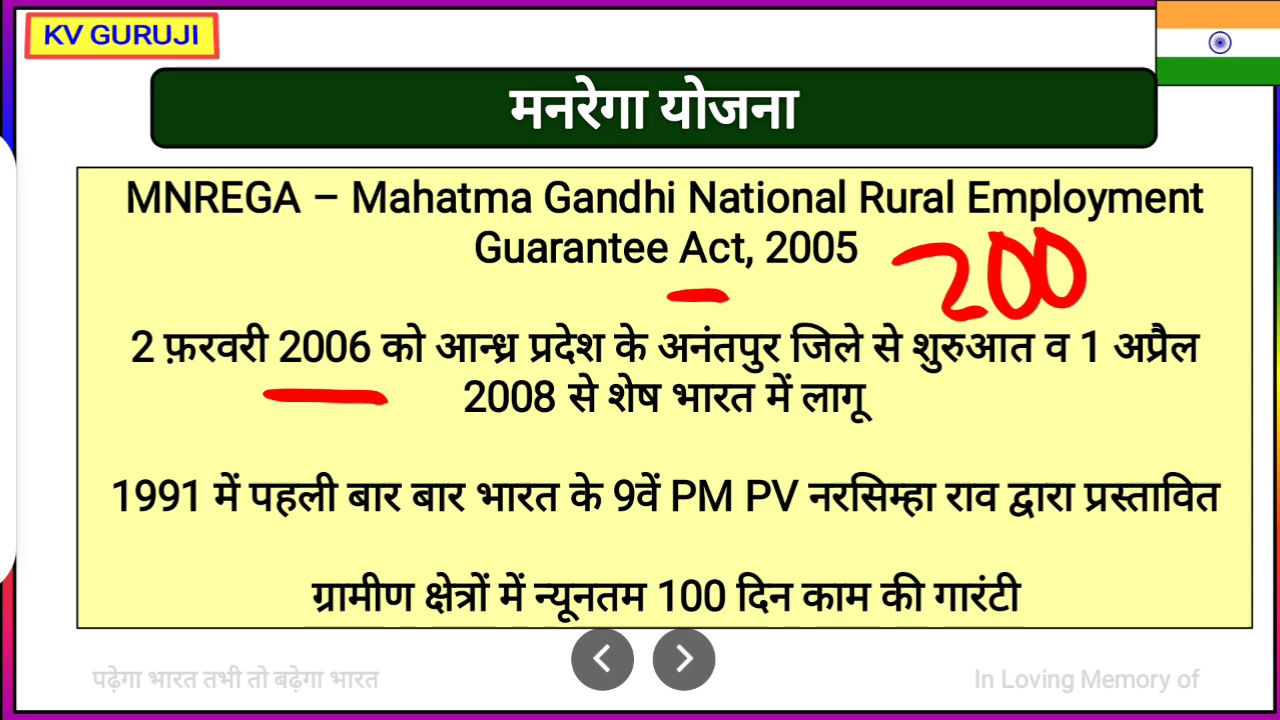 KV GURUJI
मनरेगा योजना
MNREGA – Mahatma Gandhi National Rural Employment
Guarantee Act, 2005
200
2 फ़रवरी 2006 को आन्ध्र प्रदेश के अनंतपुर जिले से शुरुआत व 1 अप्रैल
2008 से शेष भारत में लागू
1991 में पहली बार बार भारत के 9वें PM PV नरसिम्हा राव द्वारा प्रस्तावित
ग्रामीण क्षेत्रों में न्यूनतम 100 दिन काम की गारंटी
पढ़ेगा भारत तभी तो बढ़ेगा भारत
In Loving Memory of